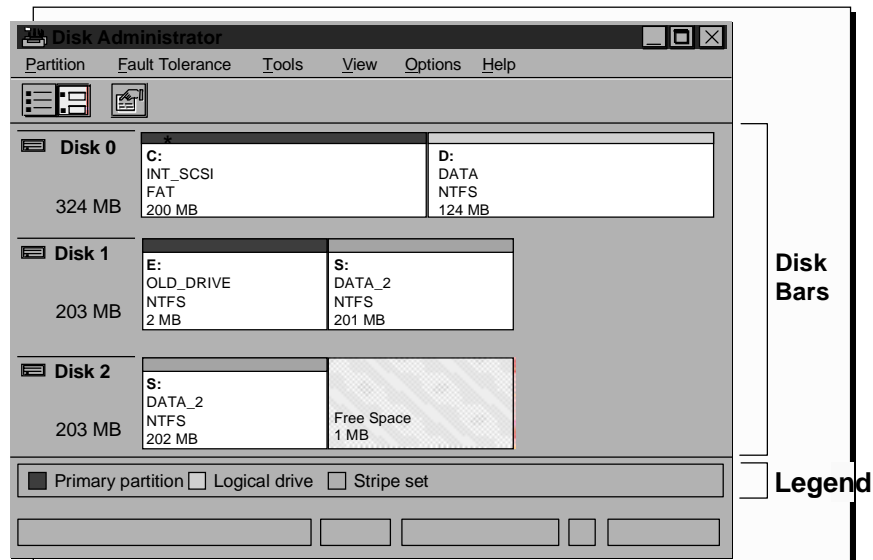 Disk Administrator
Partition Fault Tolerance Tools View Options Help
Disk 0
324 MB
*
C:
INT_SCSI
FAT
200 MB
D:
DATA
NTFS
124 MB
Disk 1
203 MB
E:
OLD_DRIVE
NTFS
2 MB
S:
DATA_2
NTFS
201 MB
Disk 2
203 MB
S:
DATA_2
NTFS
202 MB
Free Space
1 MB
Disk
Bars
Primary partition Logical drive Stripe set
Legend